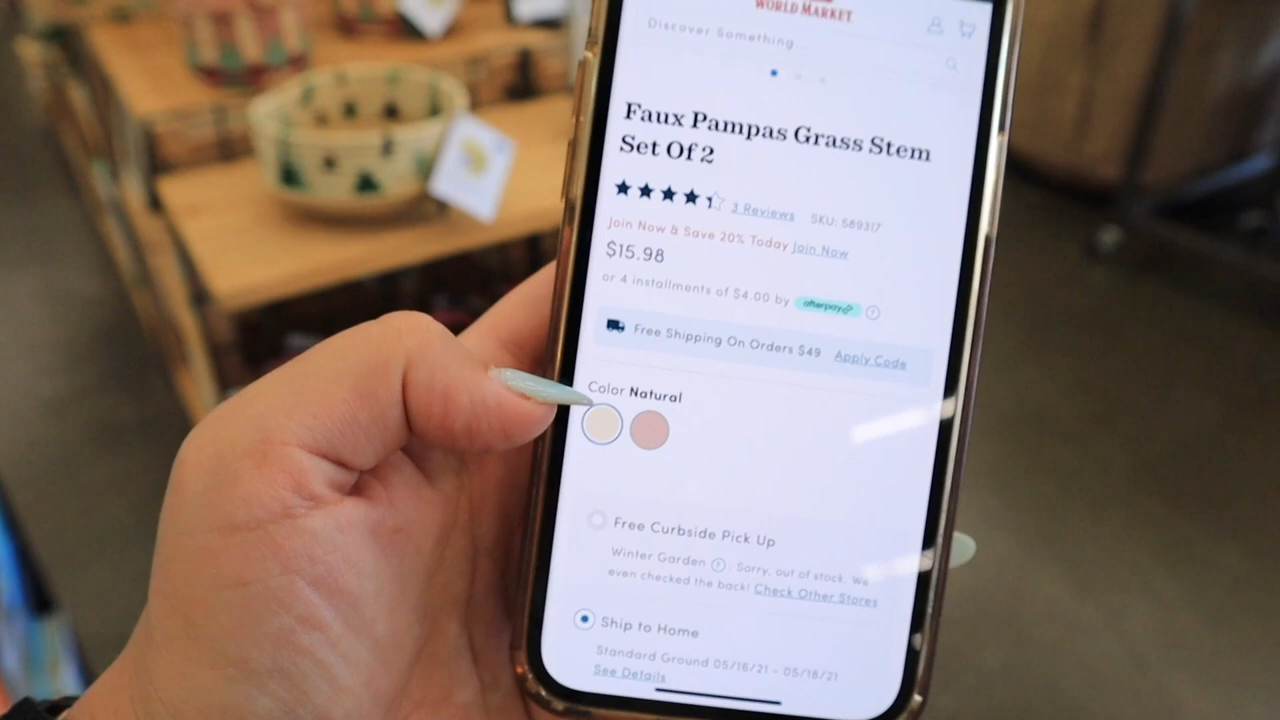 WORLD MARKET
Discover Something...
Faux Pampas Grass Stem
Set Of 2
3 Reviews SKU: 589317
Join Now & Save 20% Today Join Now
$15.98
or 4 installments of $4.00 by afterpay
Free Shipping On Orders $49 Apply Code
Color Natural
Free Curbside Pick Up
Winter Garden ? : Sorry, out of stock. We
even checked the back! Check Other Stores
Ship to Home
Standard Ground 05/16/21 - 05/18/21
See Details